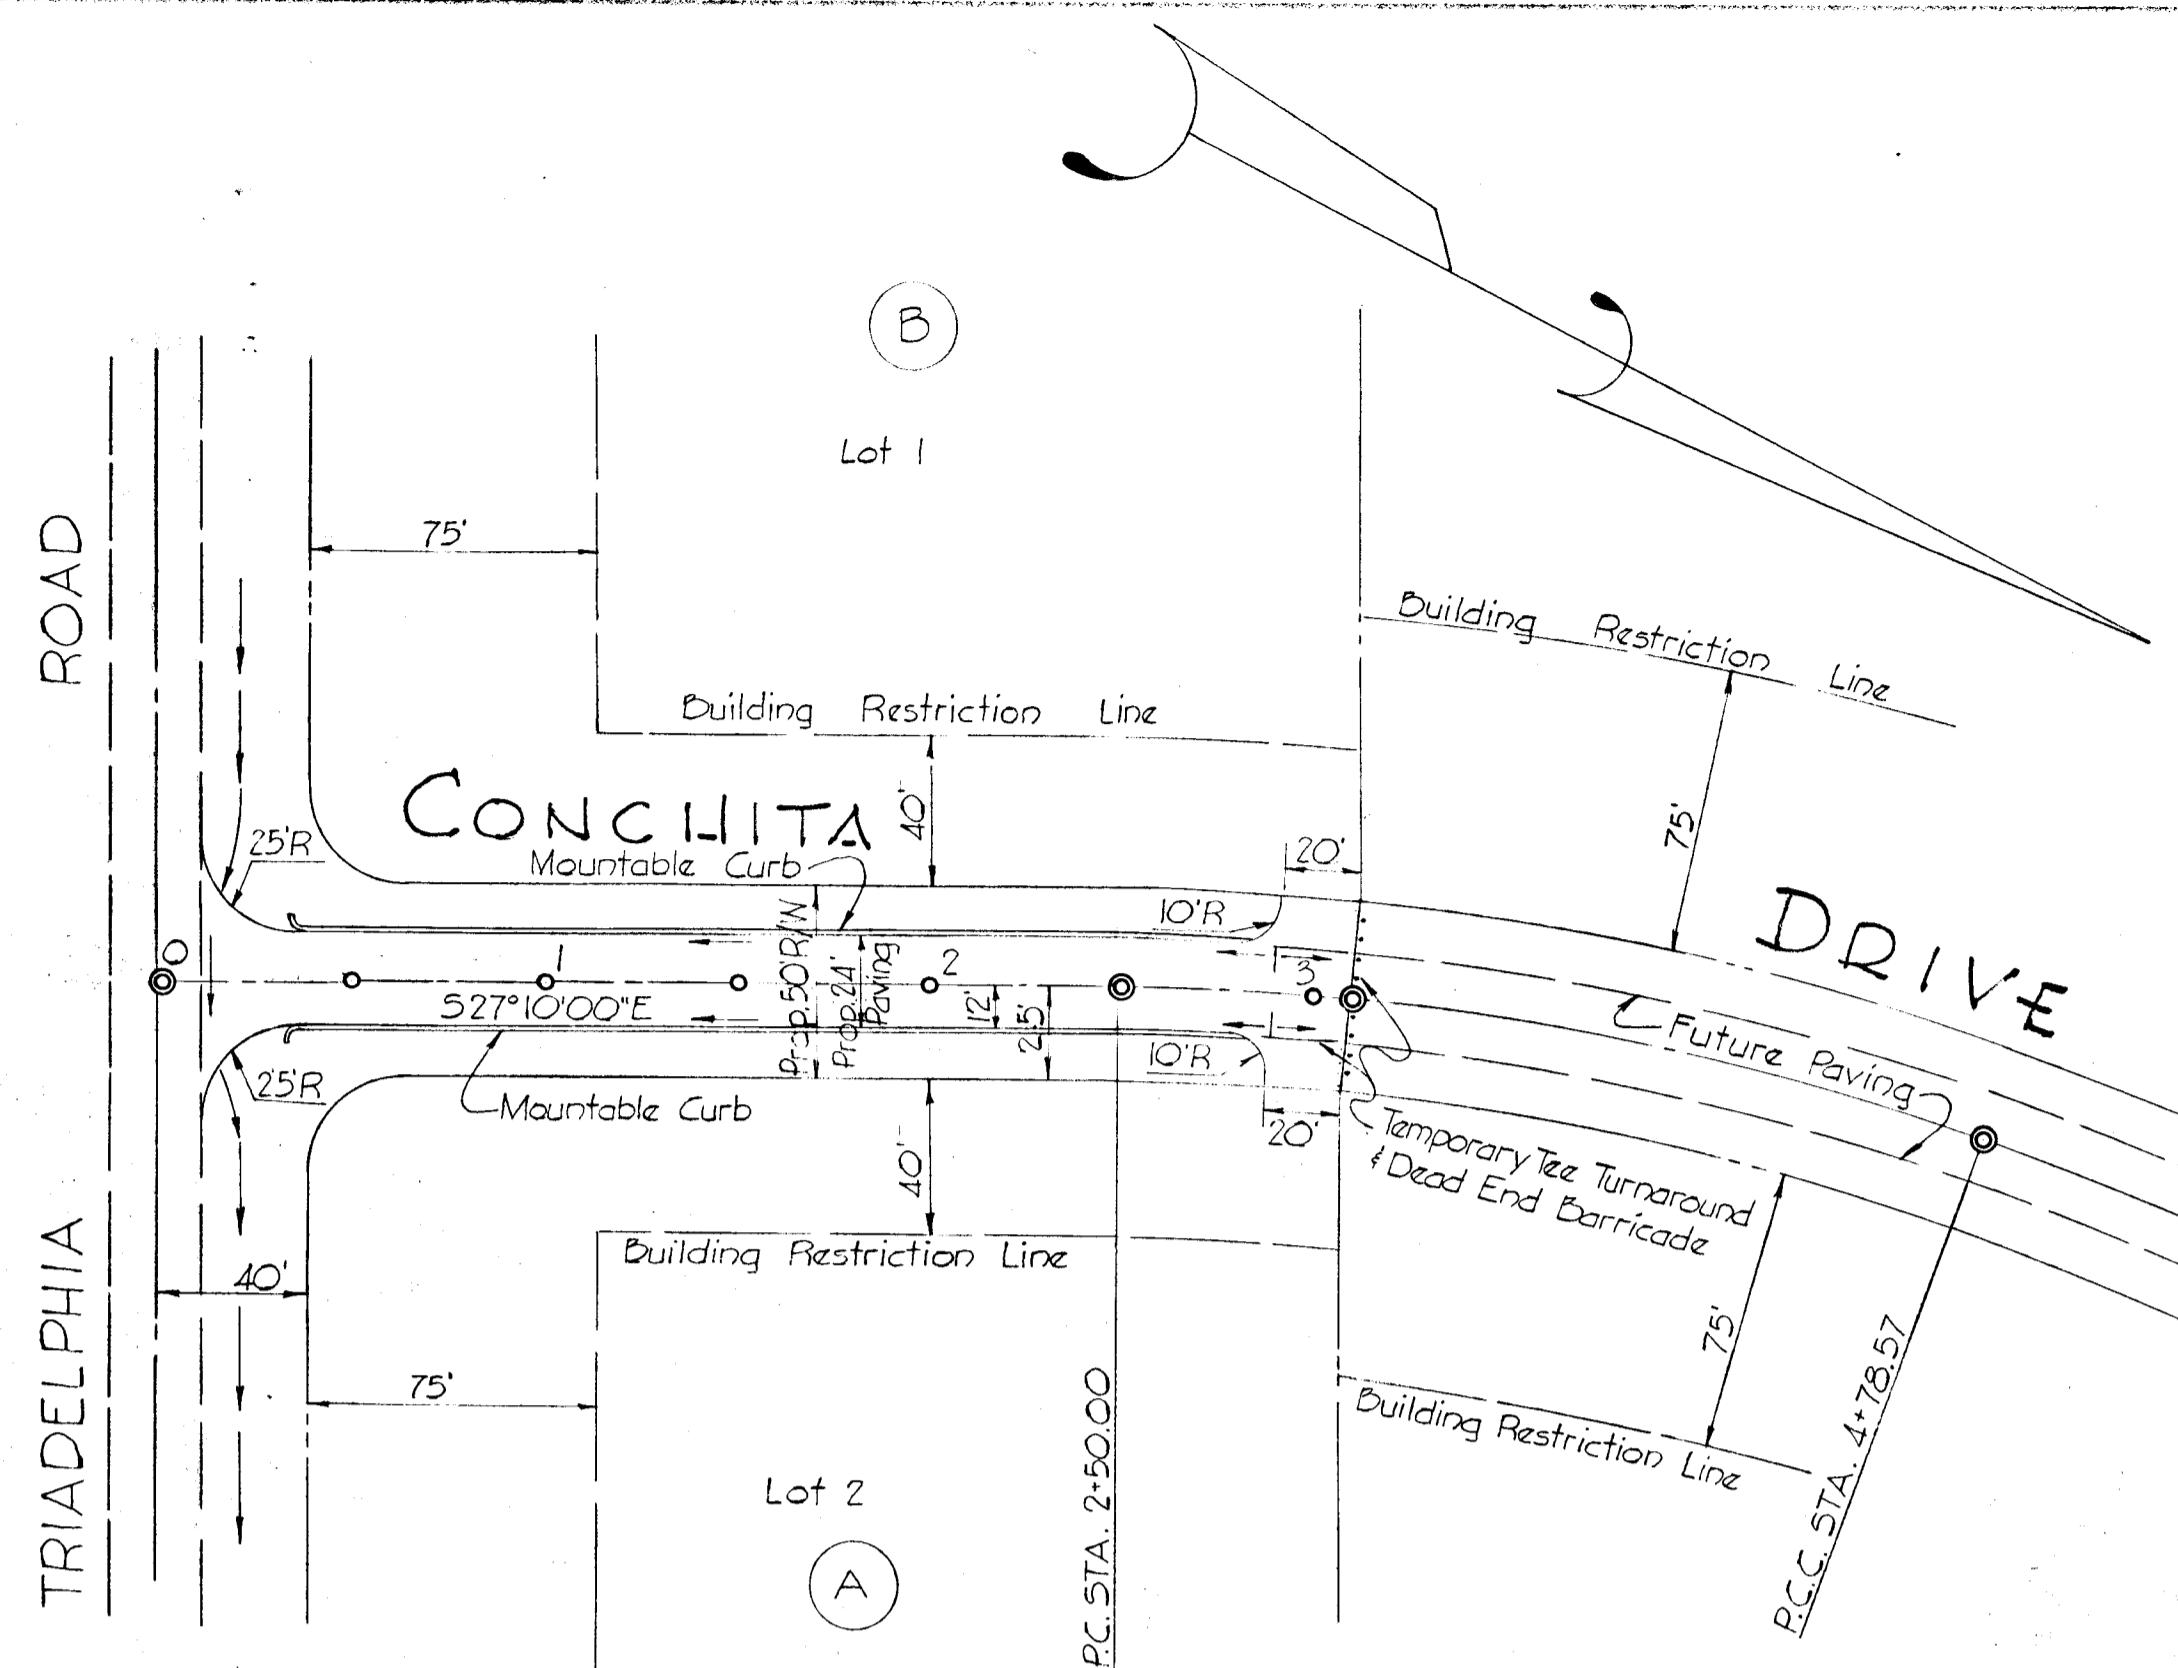 B
Lot 1
75'
ROAD
Building Restriction Line
Building Restriction Line
75'
40'
CONCHITA DRIVE
Mountable Curb
25'R
20'
10'R
0
1
2
3
S27°10'00"E
Prop. 50' R/W
Prop. 24'
Paving
12'
25'
Future Paving
10'R
25'R
Mountable Curb
20'
Temporary Tee Turnaround
& Dead End Barricade
40'
Building Restriction Line
40'
TRIADELPHIA
75'
75'
Building Restriction Line
P.C. STA. 2+50.00
P.C.C. STA. 4+78.57
Lot 2
A